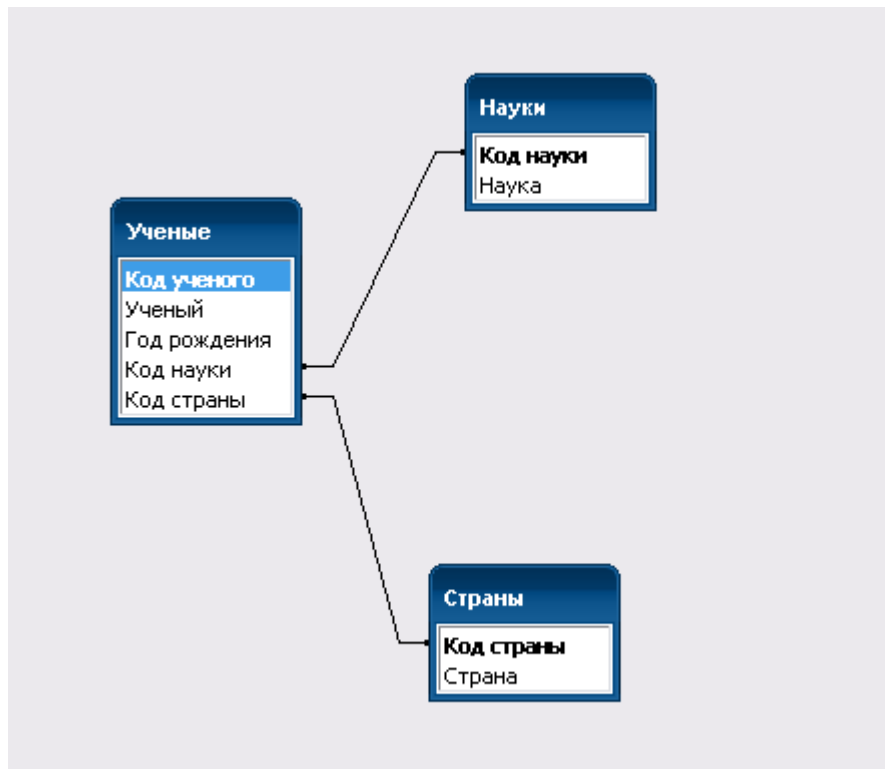 Науки
Код науки
Наука
Ученые
Код ученого
Ученый
Год рождения
Код науки
Код страны
Страны
Код страны
Страна